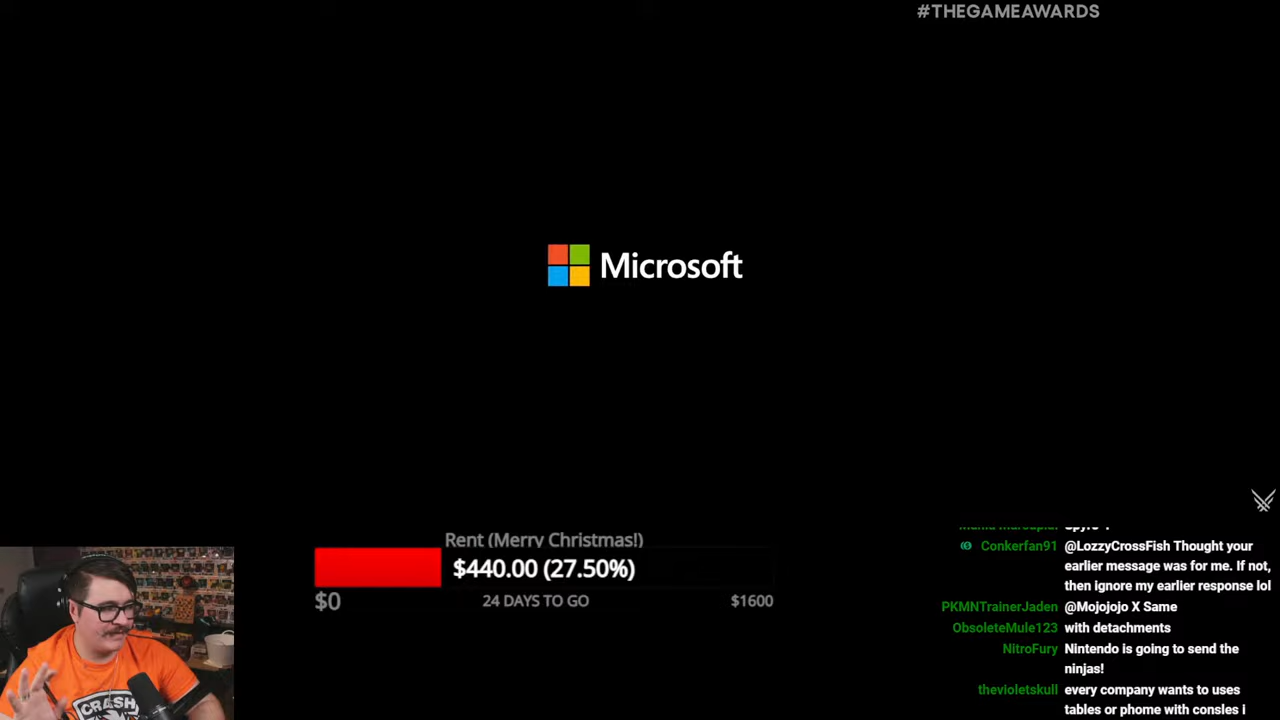 #THEGAMEAWARDS
Microsoft
Rent (Merry Christmas!)
$440.00 (27.50%)
$0
24 DAYS TO GO
$1600
Conkerfan91 @LozzyCrossFish Thought your
earlier message was for me. If not,
then ignore my earlier response lol
PKMNTrainerJaden @Mojojojo X Same
ObsoleteMule123 with detachments
NitroFury Nintendo is going to send the
ninjas!
thevioletskull every company wants to uses
tables or phome with consles i
CRASH